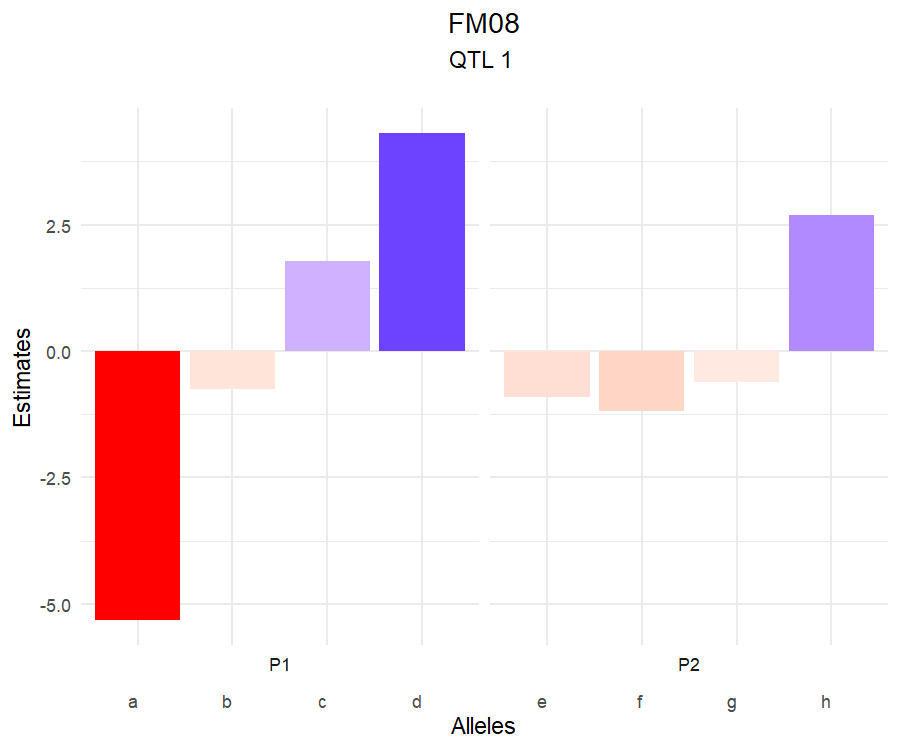 FM08
QTL 1
Estimates
2.5
0.0
-2.5
-5.0
P1 P2
a b c d e f g h
Alleles